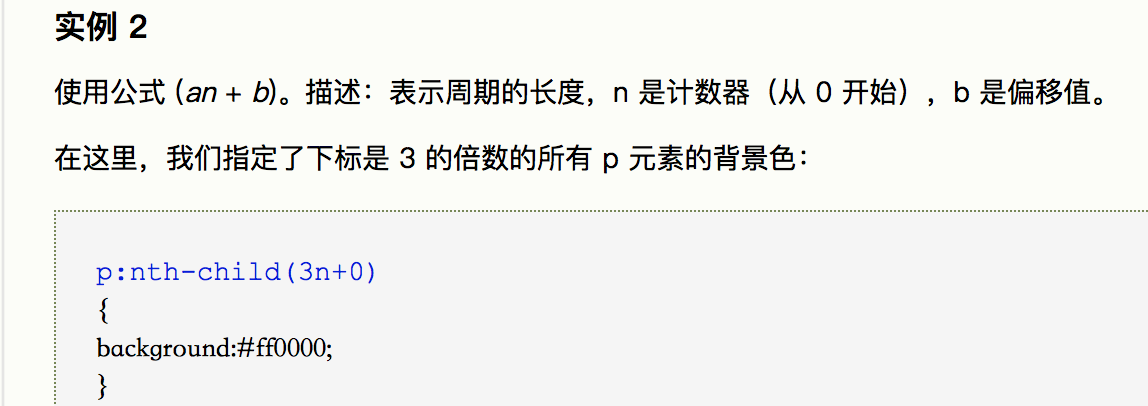 实例 2
使用公式 (an + b)。描述：表示周期的长度，n 是计数器（从 0 开始），b 是偏移值。
在这里，我们指定了下标是 3 的倍数的所有 p 元素的背景色：
p:nth-child(3n+0)
{
background:#ff0000;
}